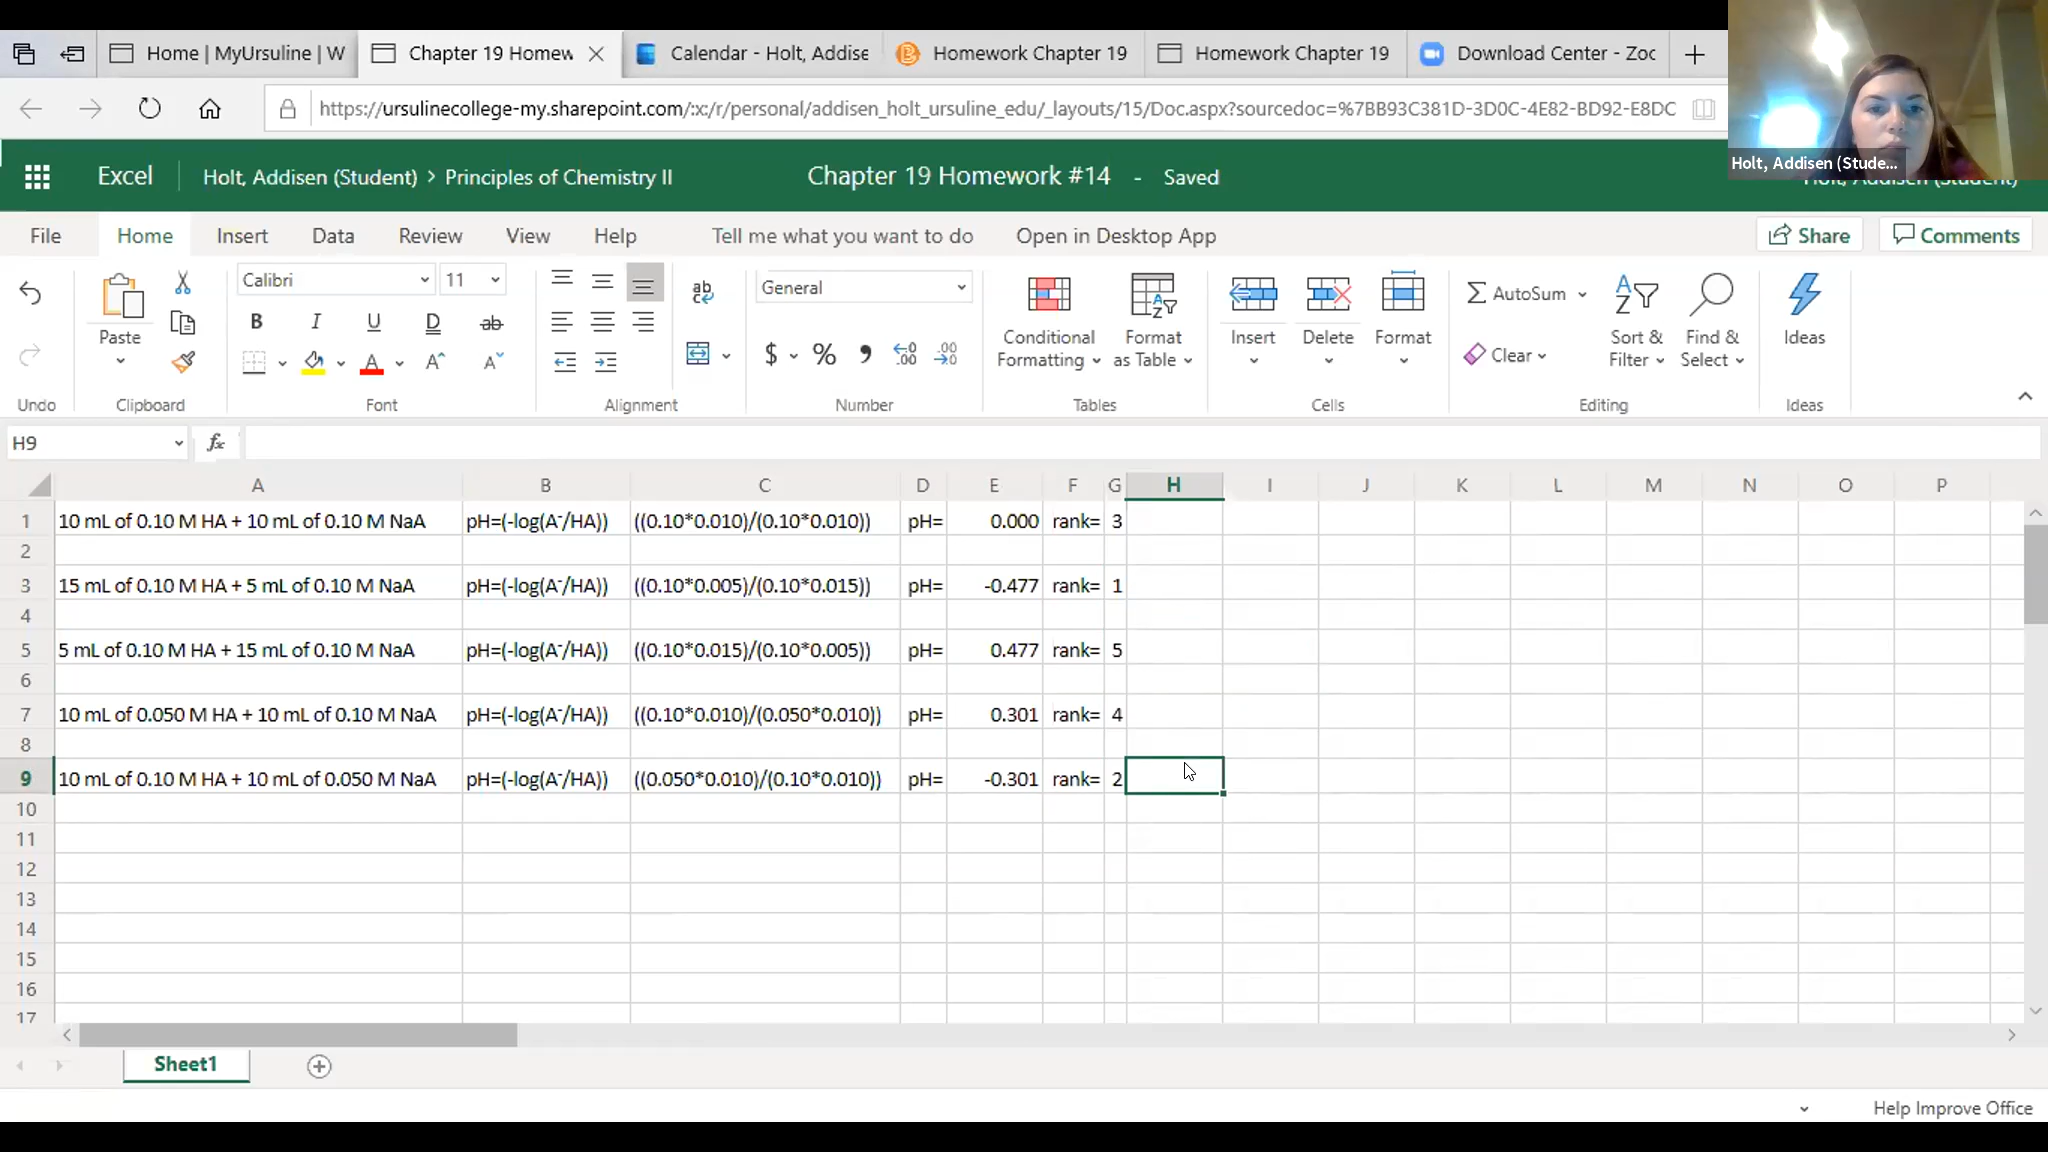 Home | MyUrsuline | W
Chapter 19 Homew
Calendar - Holt, Addise
Homework Chapter 19
Homework Chapter 19
Download Center - Zoc
https://ursulinecollege-my.sharepoint.com/:x:/r/personal/addisen_holt_ursuline_edu/_layouts/15/Doc.aspx?sourcedoc=%7BB93C381D-3D0C-4E82-BD92-E8DC
Holt, Addisen (Stude...
Excel
Holt, Addisen (Student) > Principles of Chemistry II
Chapter 19 Homework #14 - Saved
Holt, Addisen (Student)
File Home Insert Data Review View Help Tell me what you want to do Open in Desktop App Share Comments
Calibri 11
General
AutoSum
Paste
B I U D ab
$ % 9
Conditional Formatting
Format as Table
Insert Delete Format
Clear
Sort & Filter
Find & Select
Ideas
Undo Clipboard Font Alignment Number Tables Cells Editing Ideas
H9 fx
A B C D E F G H I J K L M N O P
1 10 mL of 0.10 M HA + 10 mL of 0.10 M NaA pH=(-log(A⁻/HA)) ((0.10*0.010)/(0.10*0.010)) pH= 0.000 rank= 3
2
3 15 mL of 0.10 M HA + 5 mL of 0.10 M NaA pH=(-log(A⁻/HA)) ((0.10*0.005)/(0.10*0.015)) pH= -0.477 rank= 1
4
5 5 mL of 0.10 M HA + 15 mL of 0.10 M NaA pH=(-log(A⁻/HA)) ((0.10*0.015)/(0.10*0.005)) pH= 0.477 rank= 5
6
7 10 mL of 0.050 M HA + 10 mL of 0.10 M NaA pH=(-log(A⁻/HA)) ((0.10*0.010)/(0.050*0.010)) pH= 0.301 rank= 4
8
9 10 mL of 0.10 M HA + 10 mL of 0.050 M NaA pH=(-log(A⁻/HA)) ((0.050*0.010)/(0.10*0.010)) pH= -0.301 rank= 2
10
11
12
13
14
15
16
17
Sheet1
Help Improve Office